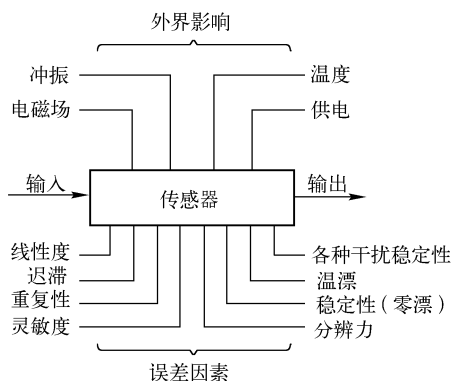 外界影响
冲振
温度
电磁场
供电
输入
传感器
输出
线性度
各种干扰稳定性
迟滞
温漂
重复性
稳定性(零漂)
灵敏度
分辨力
误差因素